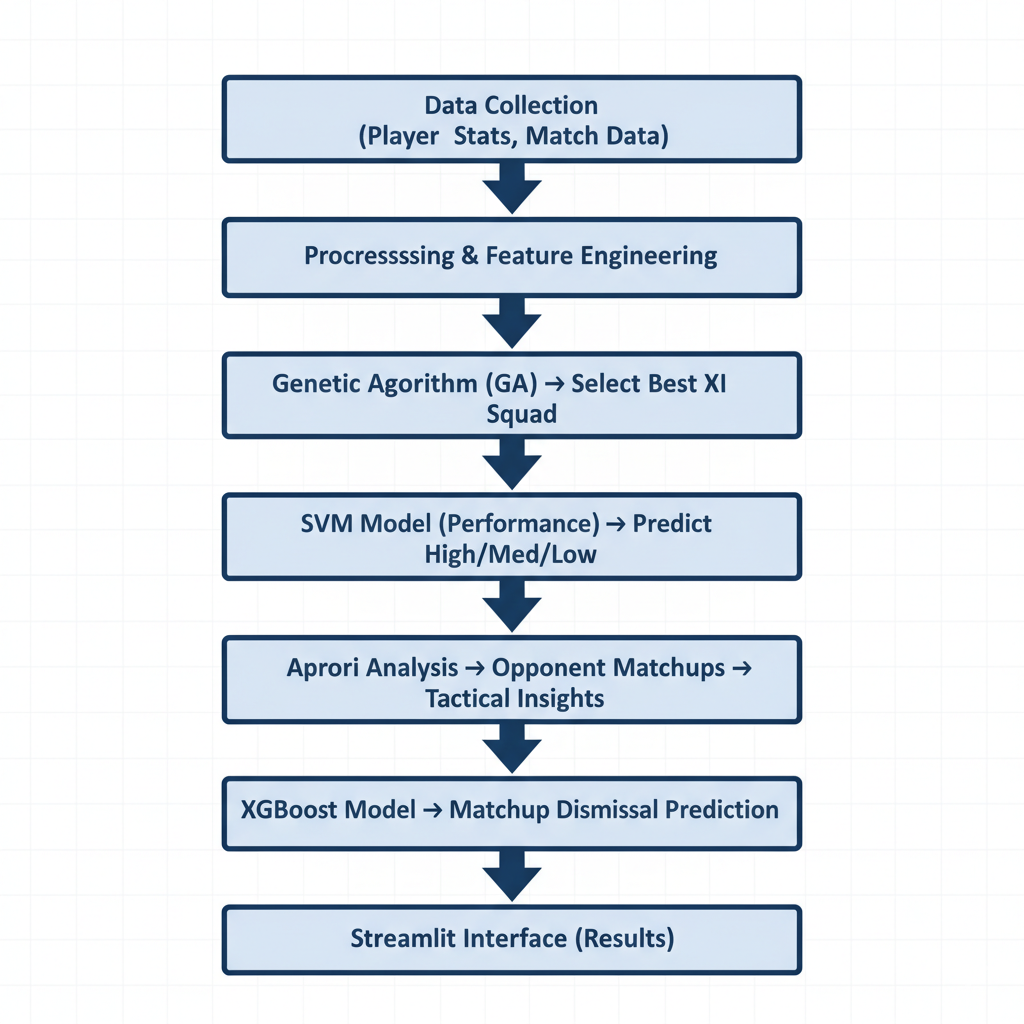 Data Collection
(Player  Stats, Match Data)
Procressssing & Feature Engineering
Genetic Agorithm (GA) → Select Best XI
Squad
SVM Model (Performance) → Predict
High/Med/Low
Aprori Analysis → Opponent Matchups →
Tactical Insights
XGBoost Model → Matchup Dismissal Prediction
Streamlit Interface (Results)